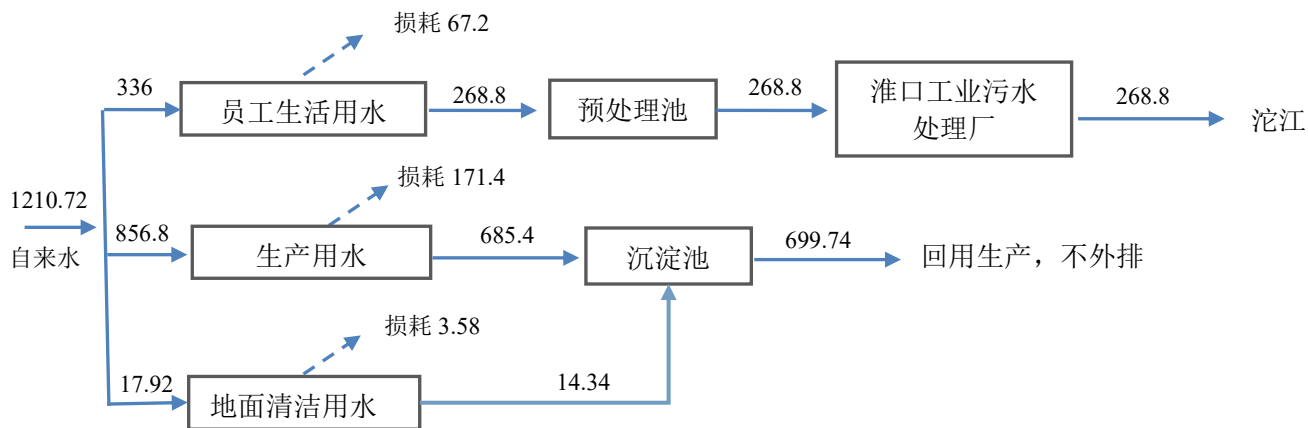 损耗 67.2
336
员工生活用水
268.8
预处理池
268.8
淮口工业污水
处理厂
268.8
沱江
1210.72
自来水
损耗 171.4
856.8
生产用水
685.4
沉淀池
699.74
回用生产，不外排
损耗 3.58
17.92
地面清洁用水
14.34